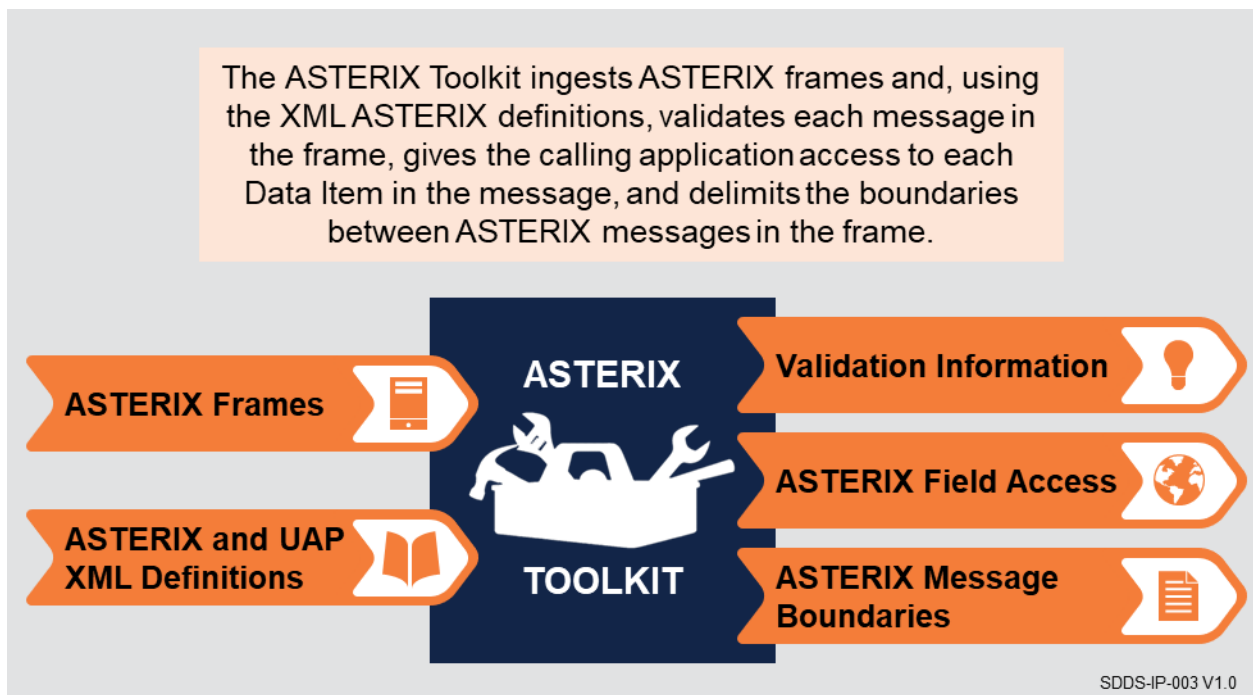 The ASTERIX Toolkit ingests ASTERIX frames and, using
the XML ASTERIX definitions, validates each message in
the frame, gives the calling application access to each
Data Item in the message, and delimits the boundaries
between ASTERIX messages in the frame.
ASTERIX Frames
ASTERIX and UAP
XML Definitions
ASTERIX
TOOLKIT
Validation Information
ASTERIX Field Access
ASTERIX Message
Boundaries
SDDS-IP-003 V1.0